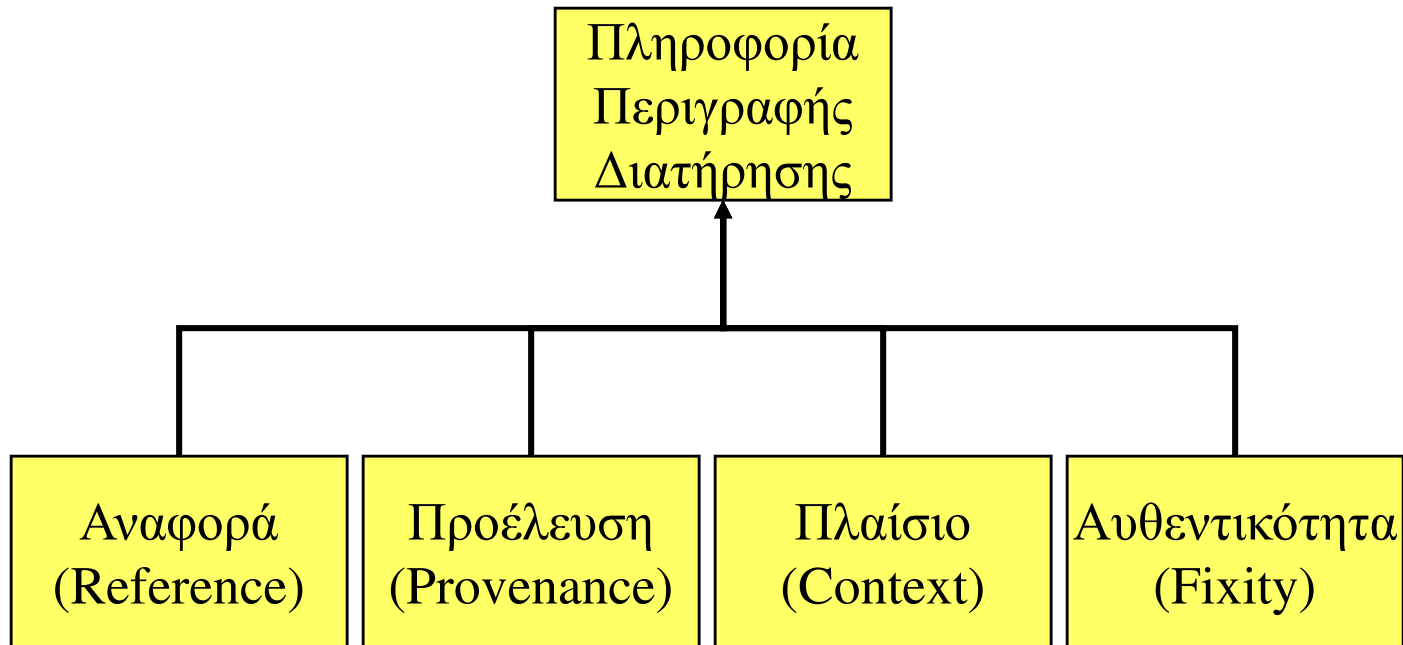 Πληροφορία
Περιγραφής
Διατήρησης
Αναφορά
(Reference)
Προέλευση
(Provenance)
Πλαίσιο
(Context)
Αυθεντικότητα
(Fixity)